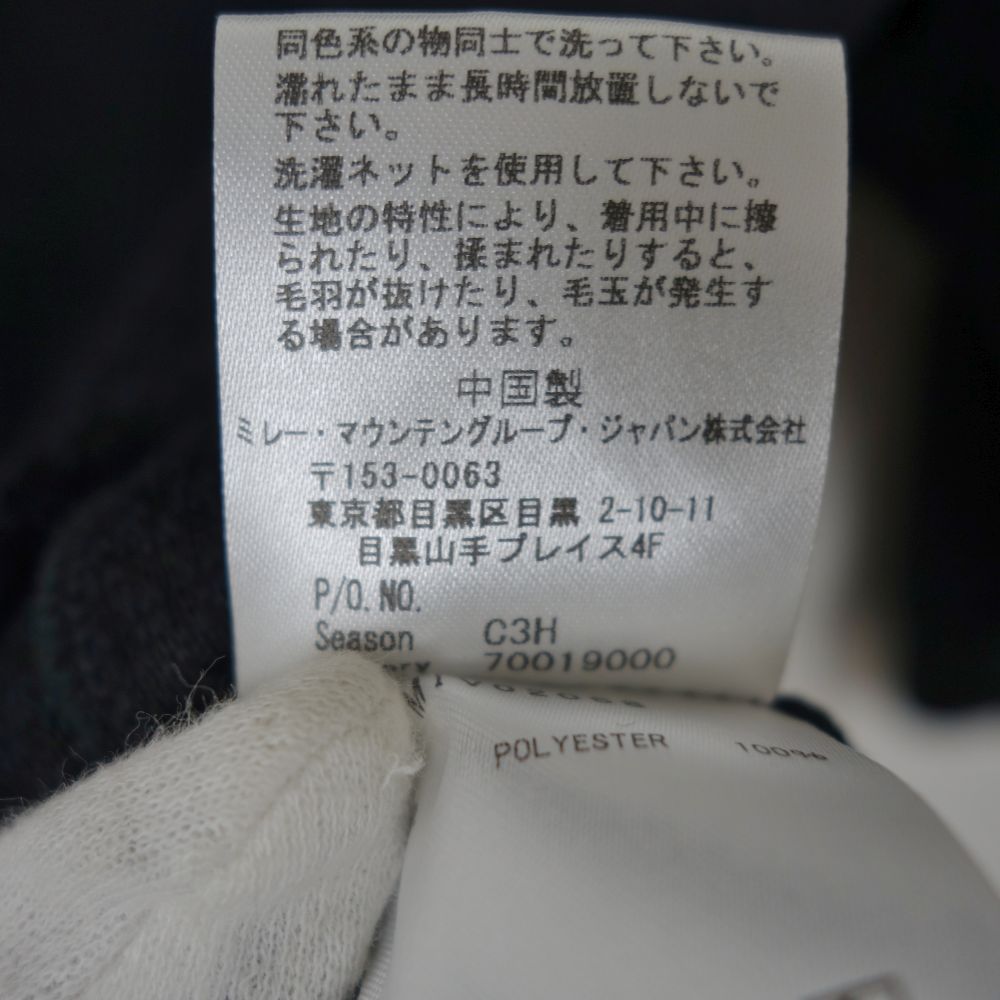 同色系の物同士で洗って下さい。
濡れたまま長時間放置しないで
下さい。
洗濯ネットを使用して下さい。
生地の特性により、着用中に擦
られたり、揉まれたりすると、
毛羽が抜けたり、毛玉が発生す
る場合があります。
中国製
ミレー・マウンテングループ・ジャパン株式会社
〒153-0063
東京都目黒区目黒 2-10-11
目黒山手プレイス4F
P/O.NO.
Season C3H
70019000
POLYESTER 100%